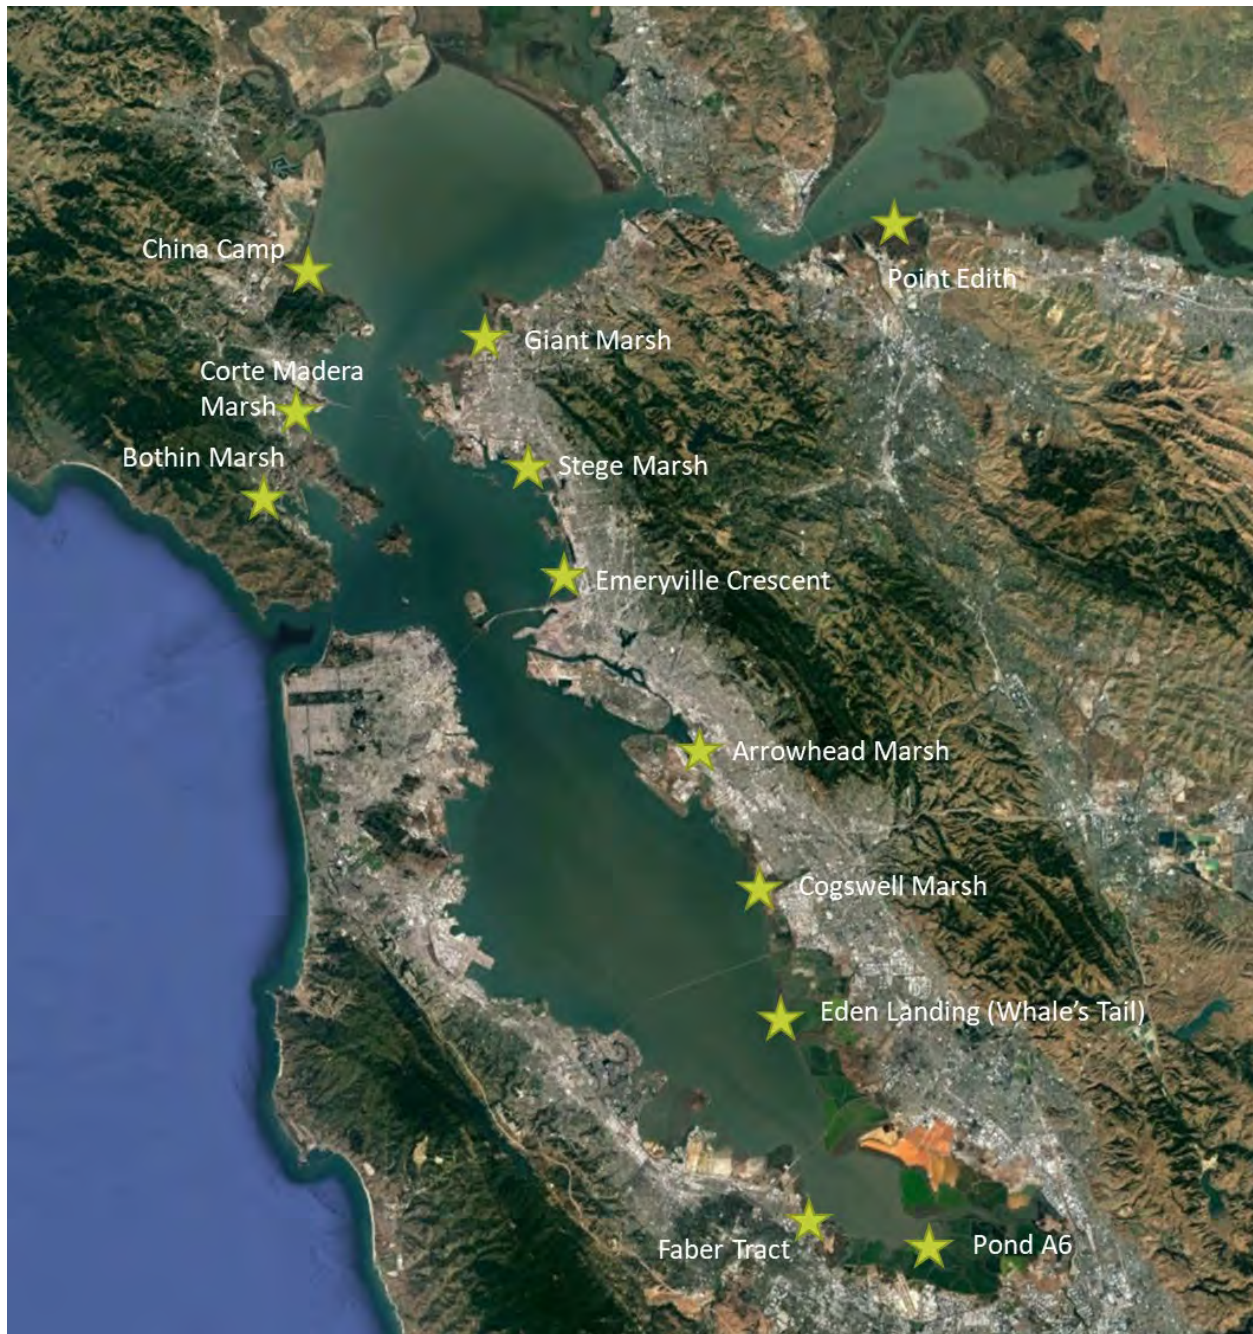 China Camp
Point Edith
Giant Marsh
Corte Madera
Marsh
Bothin Marsh
Stege Marsh
Emeryville Crescent
Arrowhead Marsh
Cogswell Marsh
Eden Landing (Whale's Tail)
Faber Tract
Pond A6